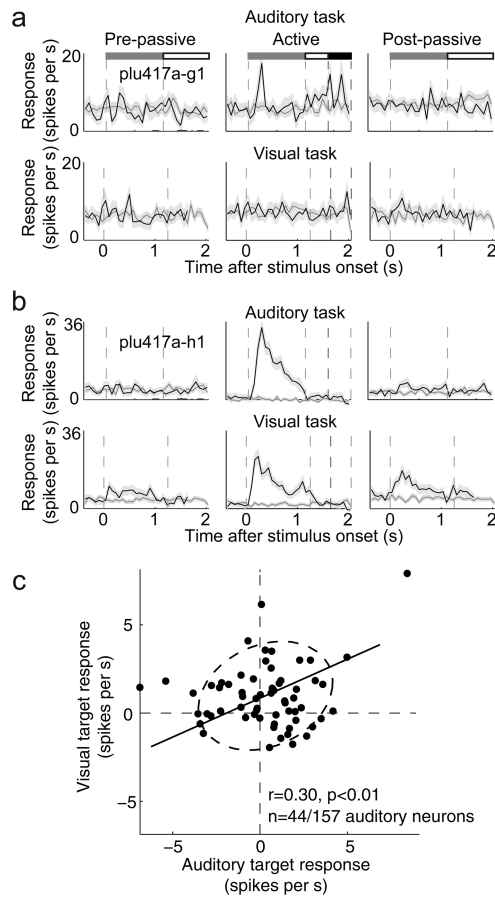 a
Auditory task
Pre-passive Active Post-passive
Response
(spikes per s)
20
0
plu417a-g1
Visual task
Response
(spikes per s)
20
0
0 1 2 0 1 2 0 1 2
Time after stimulus onset (s)
b
Auditory task
Response
(spikes per s)
36
0
plu417a-h1
Visual task
Response
(spikes per s)
36
0
0 1 2 0 1 2 0 1 2
Time after stimulus onset (s)
c
Visual target response
(spikes per s)
5
0
−5
r=0.30, p<0.01
n=44/157 auditory neurons
−5 0 5
Auditory target response
(spikes per s)